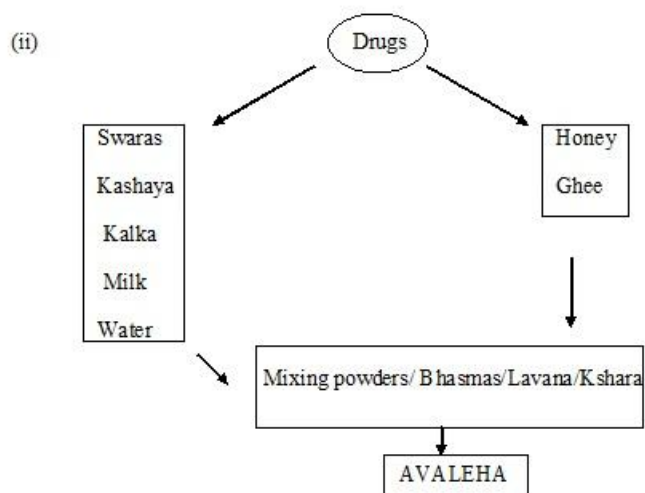 (ii)
Drugs
Swaras
Kashaya
Kalka
Milk
Water
Honey
Ghee
Mixing powders/ Bhasmas/Lavana/Kshara
AVALEHA